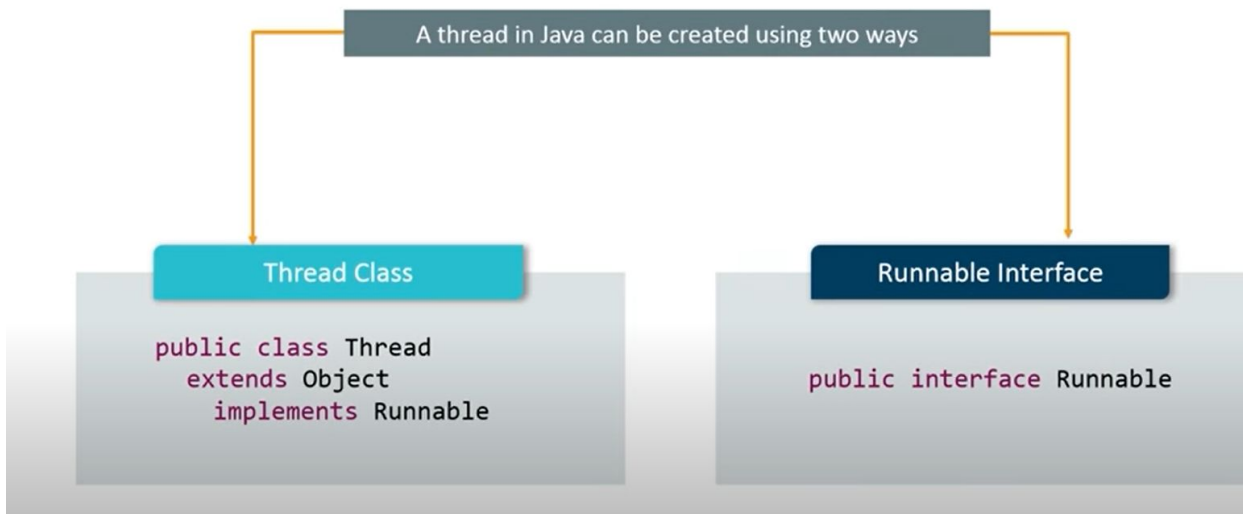 A thread in Java can be created using two ways
Thread Class
public class Thread
extends Object
implements Runnable
Runnable Interface
public interface Runnable